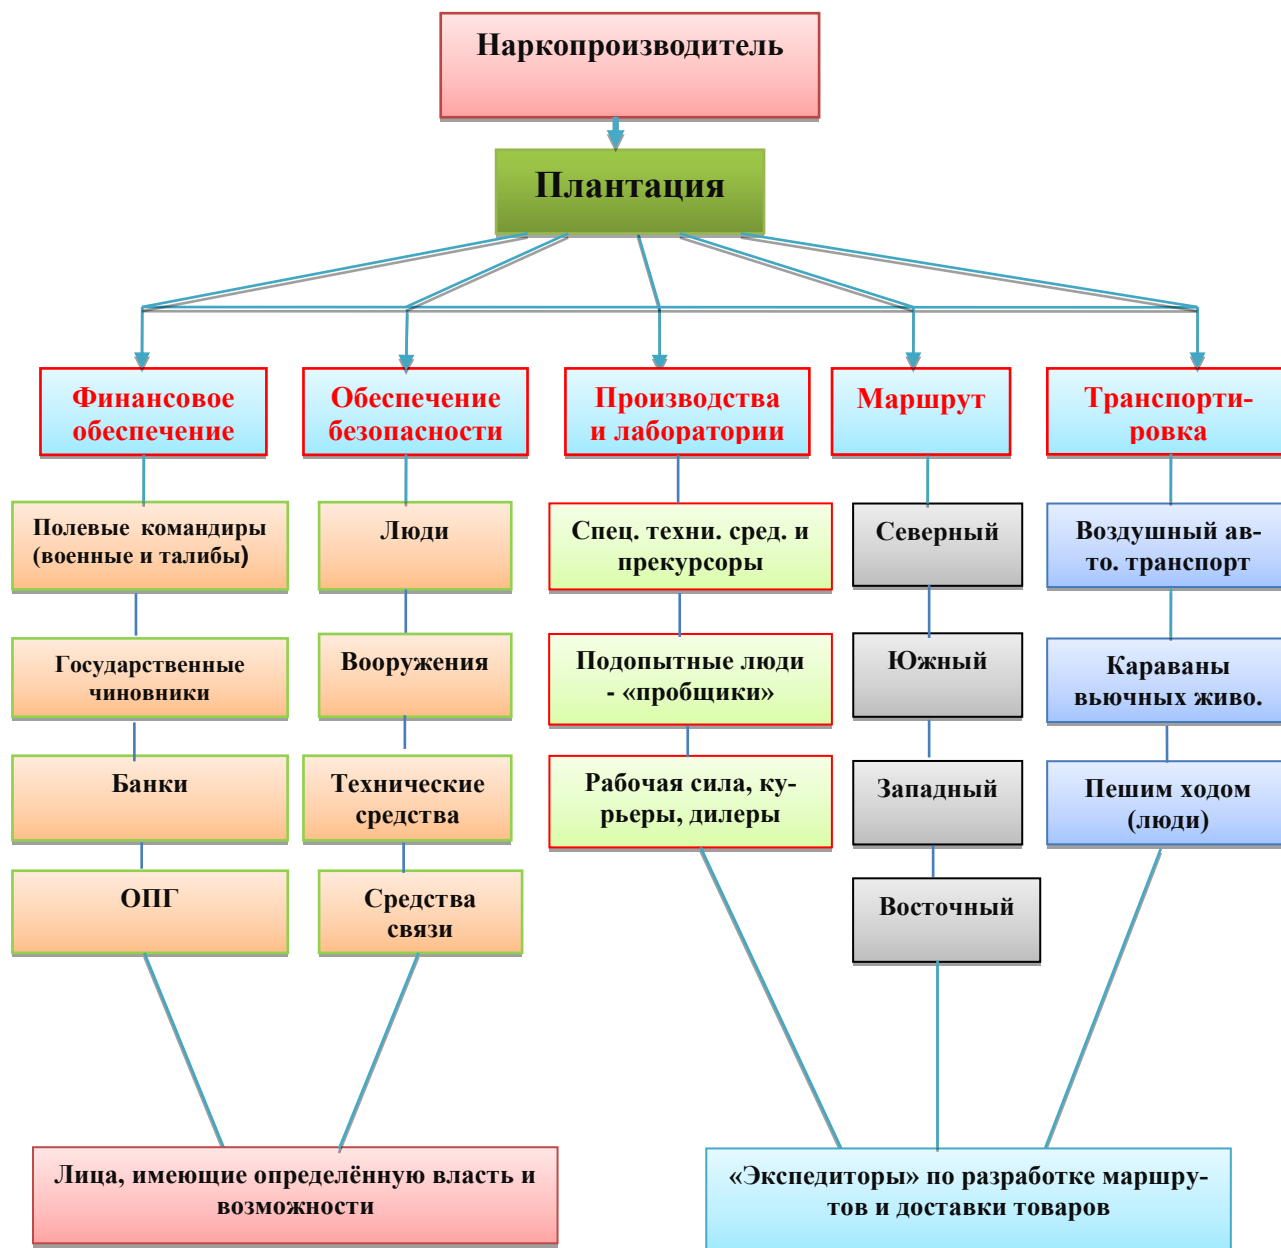 Наркопроизводитель
Плантация
Финансовое
обеспечение
Обеспечение
безопасности
Производства
и лаборатории
Маршрут
Транспорти-
ровка
Полевые командиры
(военные и талибы)
Люди
Спец. техни. сред. и
прекурсоры
Северный
Воздушный ав-
то. транспорт
Государственные
чиновники
Вооружения
Подопытные люди
- «пробщики»
Южный
Караваны
вьючных живо.
Банки
Технические
средства
Рабочая сила, ку-
рьеры, дилеры
Западный
Пешим ходом
(люди)
ОПГ
Средства
связи
Восточный
Лица, имеющие определённую власть и
возможности
«Экспедиторы» по разработке маршру-
тов и доставки товаров